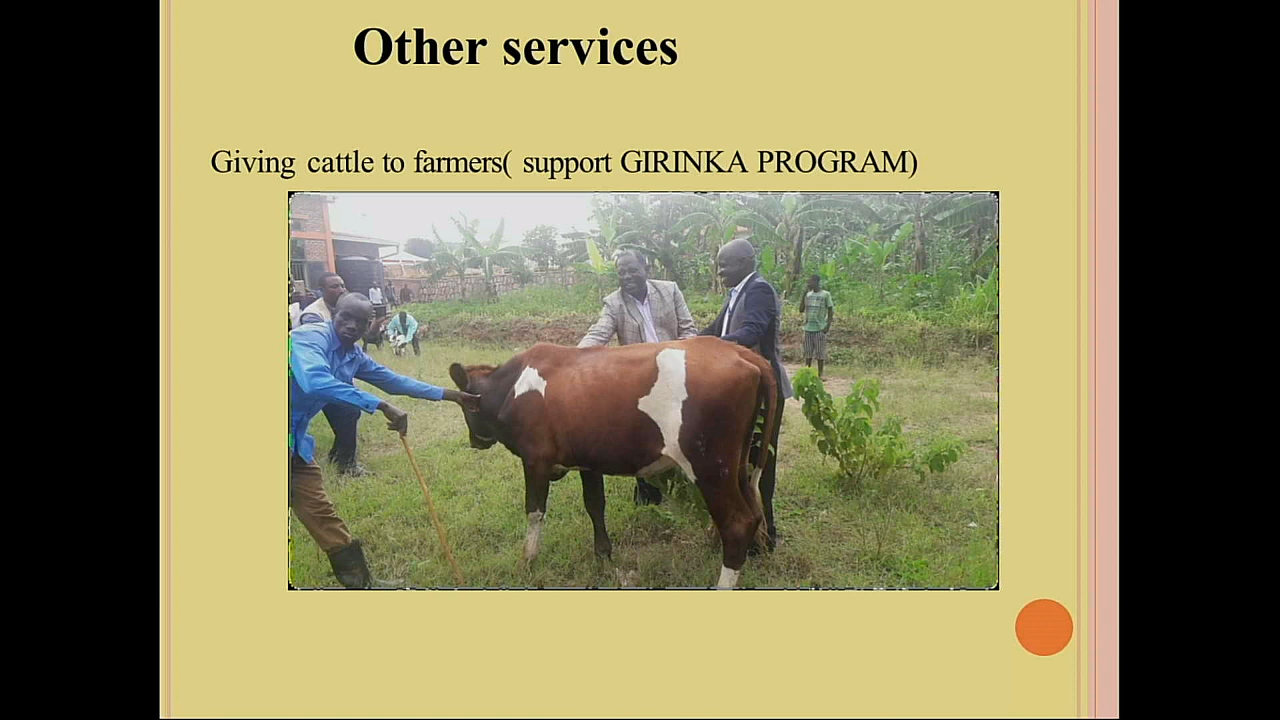 Other services
Giving cattle to farmers( support GIRINKA PROGRAM)